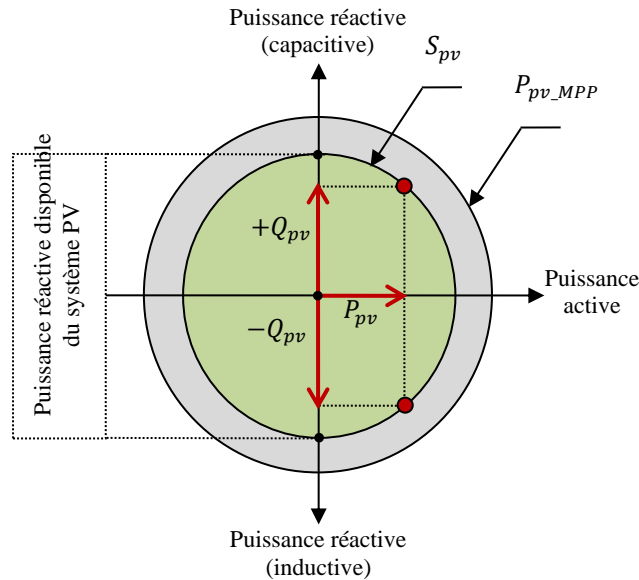 Puissance réactive
(capacitive)
S_pv
P_pv_MPP
Puissance réactive disponible
du système PV
+Q_pv
Puissance
active
P_pv
−Q_pv
Puissance réactive
(inductive)